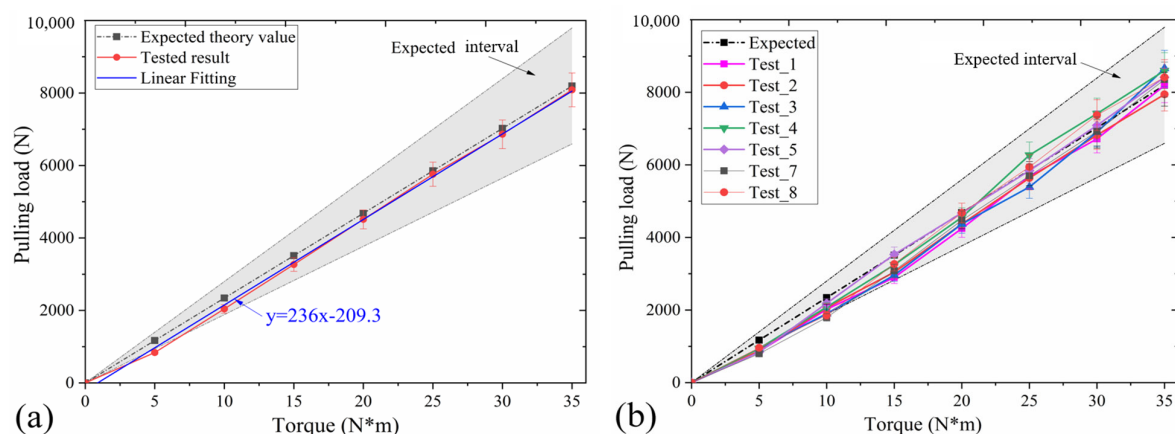 10,000
8000
6000
4000
2000
0
Pulling load (N)
Expected theory value
Tested result
Linear Fitting
Expected interval
y=236x-209.3
0 5 10 15 20 25 30 35
Torque (N*m)
(a)
10,000
8000
6000
4000
2000
0
Pulling load (N)
Expected
Test_1
Test_2
Test_3
Test_4
Test_5
Test_7
Test_8
Expected interval
0 5 10 15 20 25 30 35
Torque (N*m)
(b)